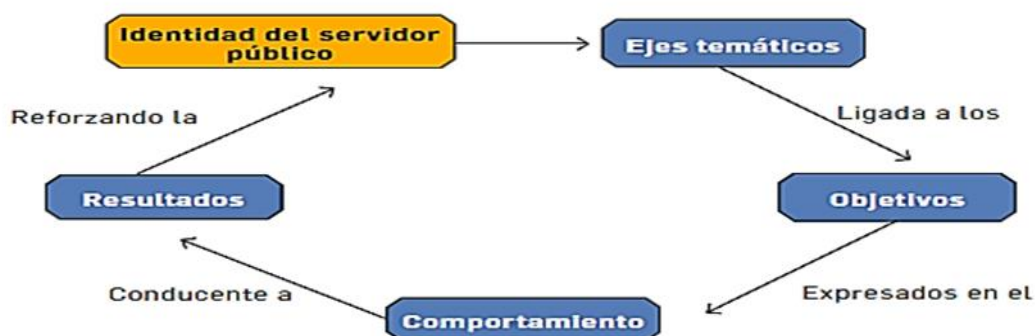 Identidad del servidor
público
Ejes temáticos
Ligada a los
Objetivos
Expresados en el
Comportamiento
Conducente a
Resultados
Reforzando la